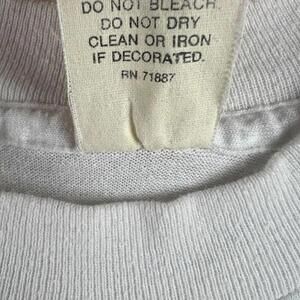 DO NOT BLEACH.
DO NOT DRY
CLEAN OR IRON
IF DECORATED.
RN 71887